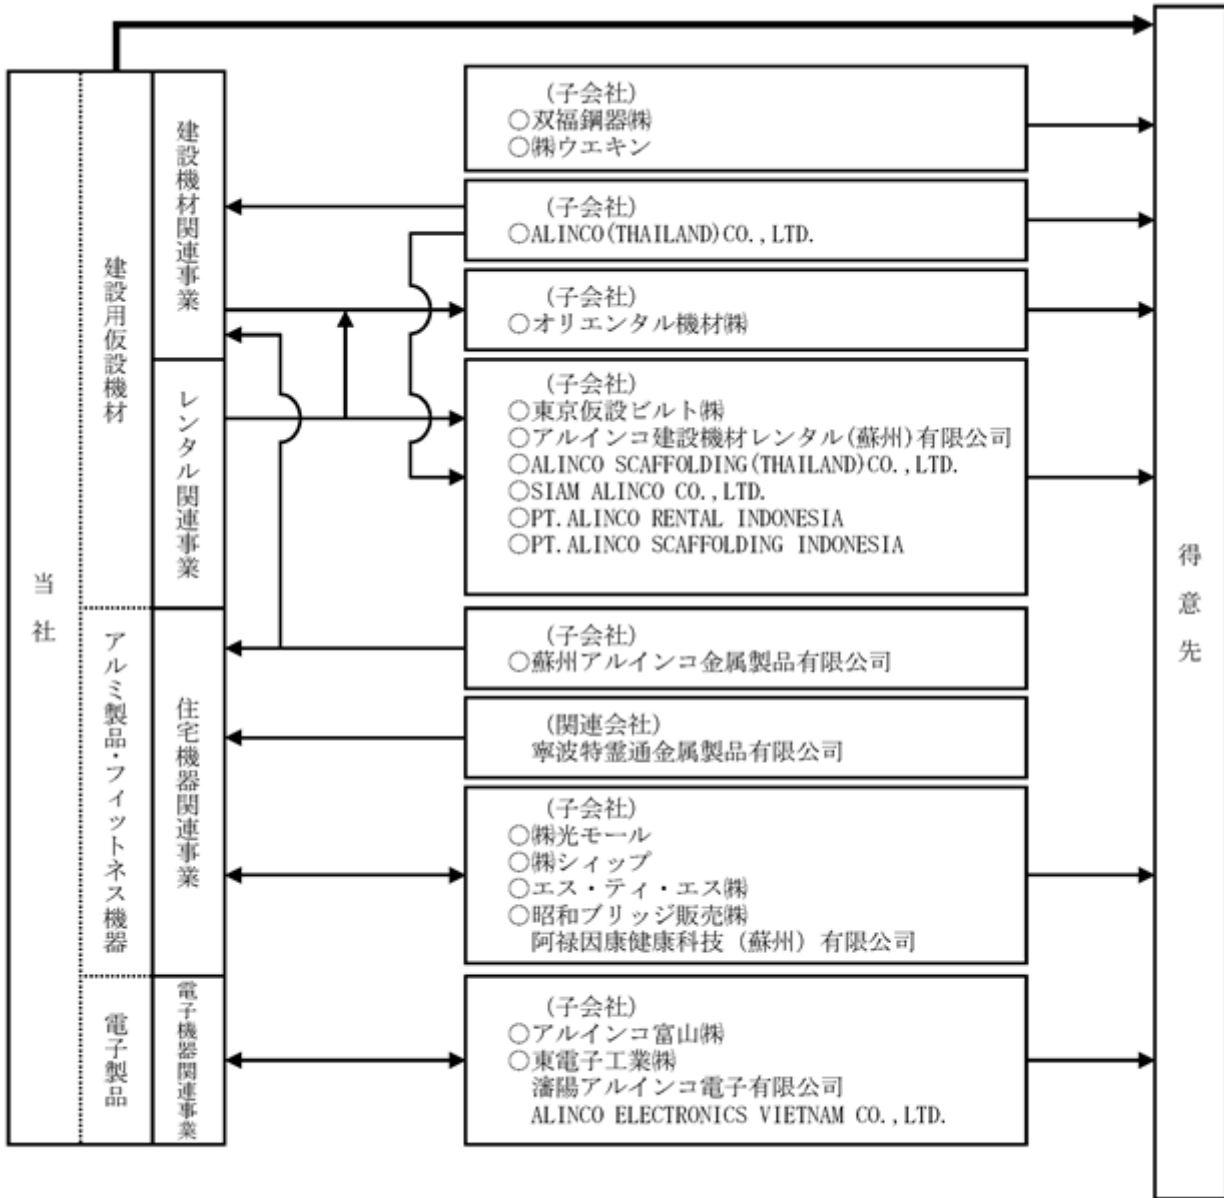 当社
建設用仮設機材
アルミ製品・フィットネス機器
電子製品
建設機材関連事業
レンタル関連事業
住宅機器関連事業
電子機器関連事業
(子会社)
○双福鋼器㈱
○㈱ウエキン
(子会社)
○ALINCO(THAILAND)CO.,LTD.
(子会社)
○オリエンタル機材㈱
(子会社)
○東京仮設ビルト㈱
○アルインコ建設機材レンタル(蘇州)有限公司
○ALINCO SCAFFOLDING(THAILAND)CO.,LTD.
○SIAM ALINCO CO.,LTD.
○PT.ALINCO RENTAL INDONESIA
○PT.ALINCO SCAFFOLDING INDONESIA
(子会社)
○蘇州アルインコ金属製品有限公司
(関連会社)
寧波特霊通金属製品有限公司
(子会社)
○㈱光モール
○㈱シィップ
○エス・ティ・エス㈱
○昭和ブリッジ販売㈱
阿禄因康健康科技（蘇州）有限公司
(子会社)
○アルインコ富山㈱
○東電子工業㈱
瀋陽アルインコ電子有限公司
ALINCO ELECTRONICS VIETNAM CO.,LTD.
得意先